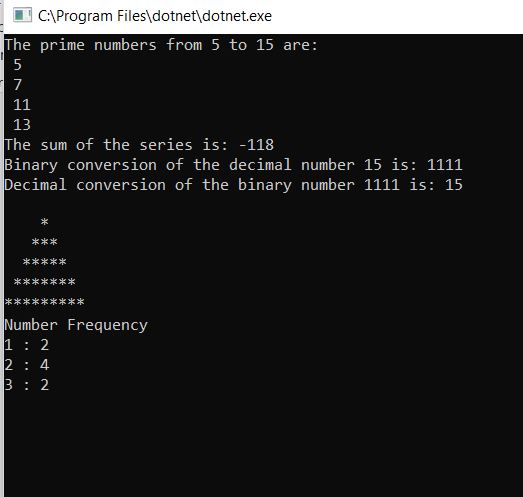 C:\Program Files\dotnet\dotnet.exe
The prime numbers from 5 to 15 are:
 5
 7
 11
 13
The sum of the series is: -118
Binary conversion of the decimal number 15 is: 1111
Decimal conversion of the binary number 1111 is: 15

    *
   ***
  *****
 *******
*********
Number Frequency
1 : 2
2 : 4
3 : 2